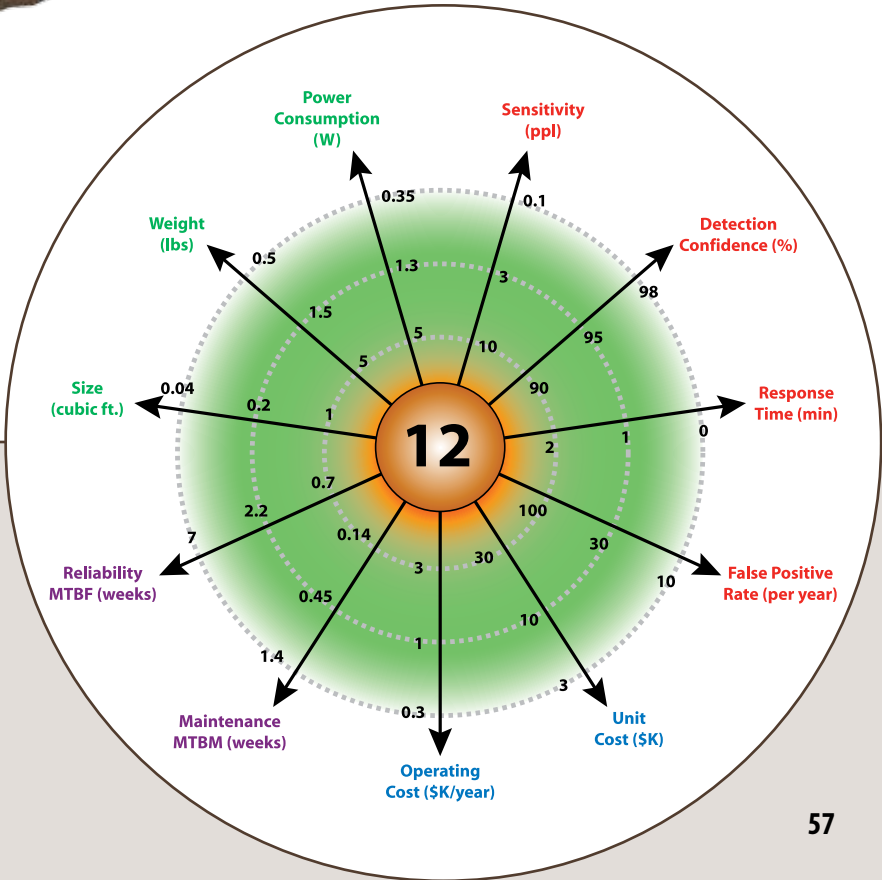 Power
Consumption
(W)
Sensitivity
(ppl)
Weight
(lbs)
Detection
Confidence (%)
Size
(cubic ft.)
Response
Time (min)
Reliability
MTBF (weeks)
False Positive
Rate (per year)
Maintenance
MTBM (weeks)
Unit
Cost ($K)
Operating
Cost ($K/year)
0.35
1.3
5
0.1
3
10
98
95
90
0
1
2
10
30
100
3
10
30
0.3
1
3
1.4
0.45
0.14
7
2.2
0.7
0.04
0.2
1
0.5
1.5
5
12
57